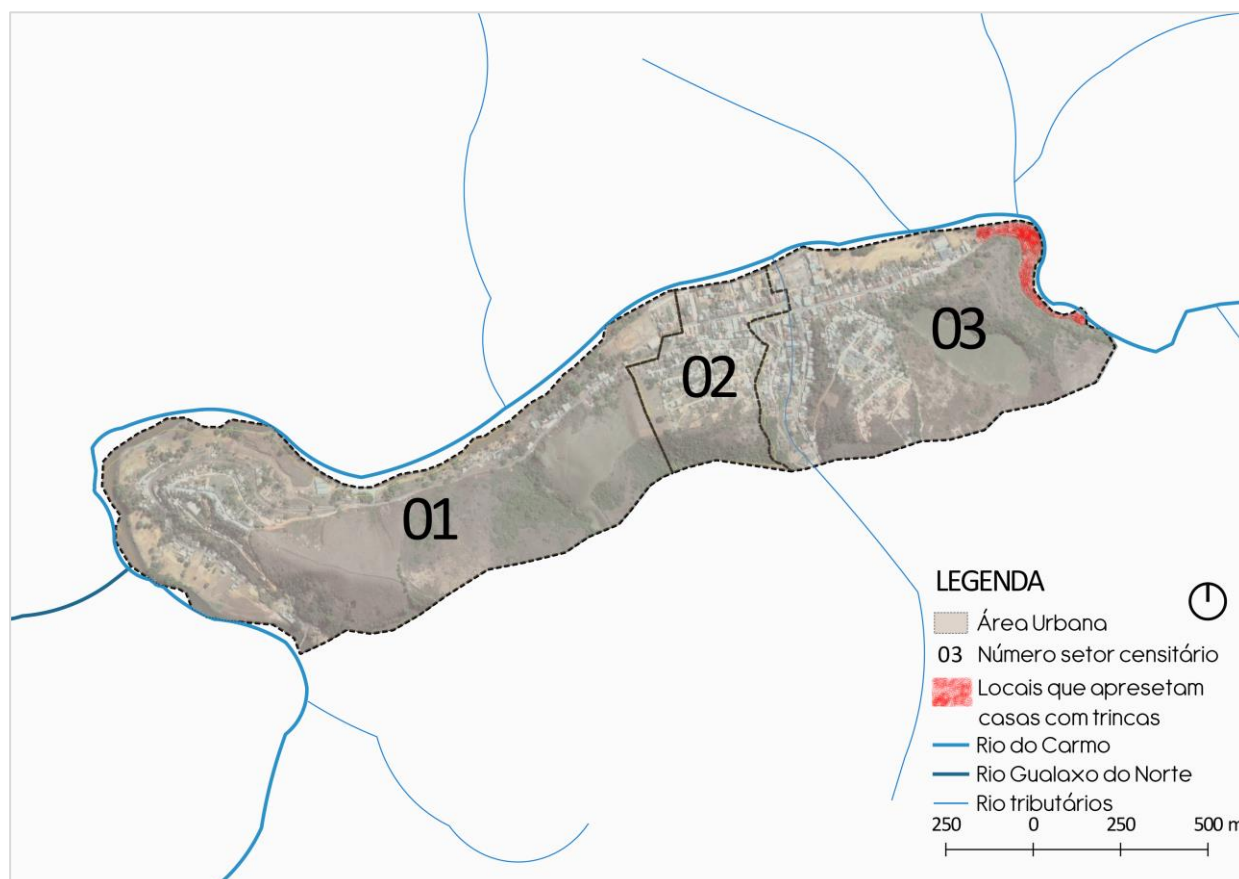 01
02
03
LEGENDA
Área Urbana
03 Número setor censitário
Locais que apresetam
casas com trincas
Rio do Carmo
Rio Gualaxo do Norte
Rio tributários
250 0 250 500 m